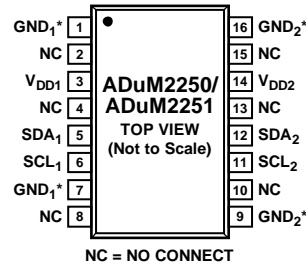 GND₁* 1
NC 2
V_DD1 3
NC 4
SDA₁ 5
SCL₁ 6
GND₁* 7
NC 8
ADuM2250/
ADuM2251
TOP VIEW
(Not to Scale)
16 GND₂*
15 NC
14 V_DD2
13 NC
12 SDA₂
11 SCL₂
10 NC
9 GND₂*
NC = NO CONNECT